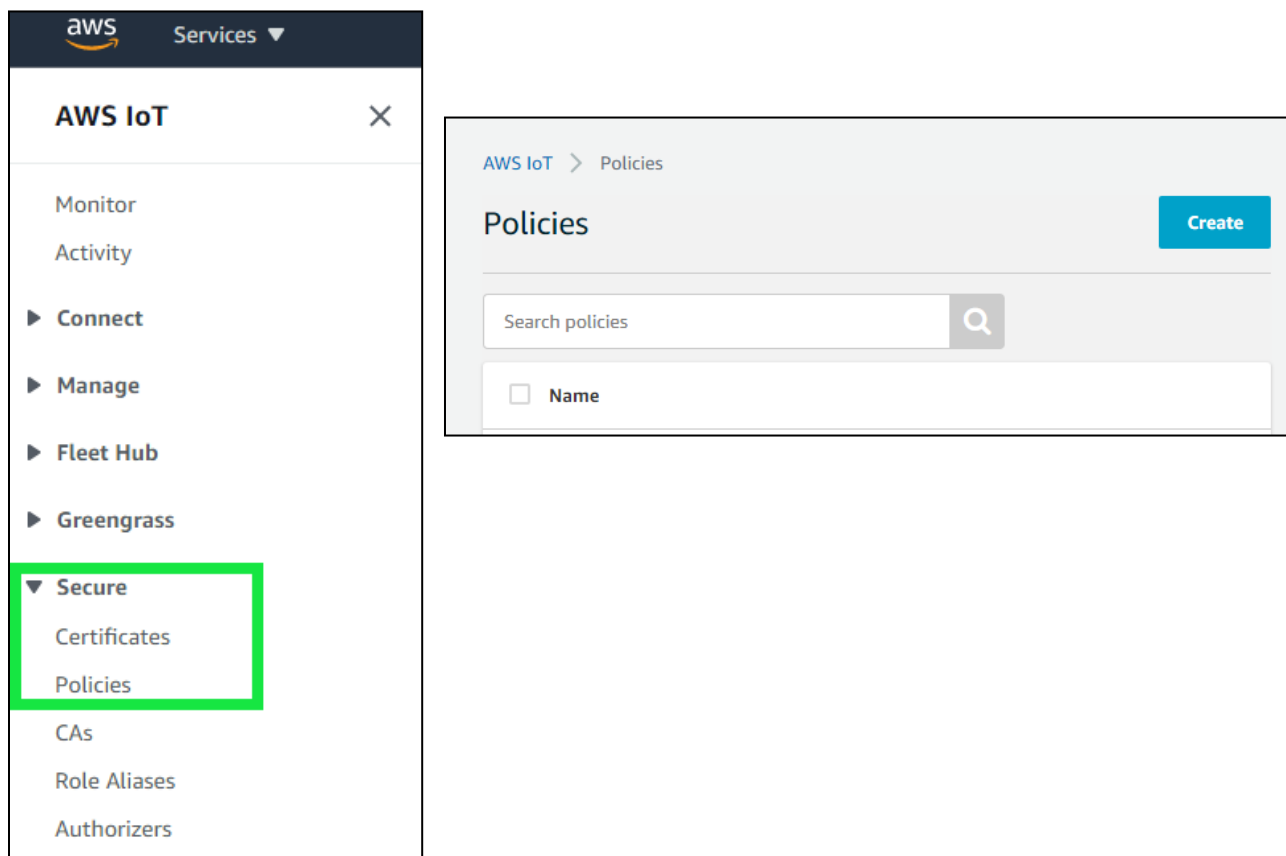 aws Services
AWS IoT
Monitor
Activity
Connect
Manage
Fleet Hub
Greengrass
Secure
Certificates
Policies
CAs
Role Aliases
Authorizers
AWS IoT > Policies
Policies
Create
Search policies
Name